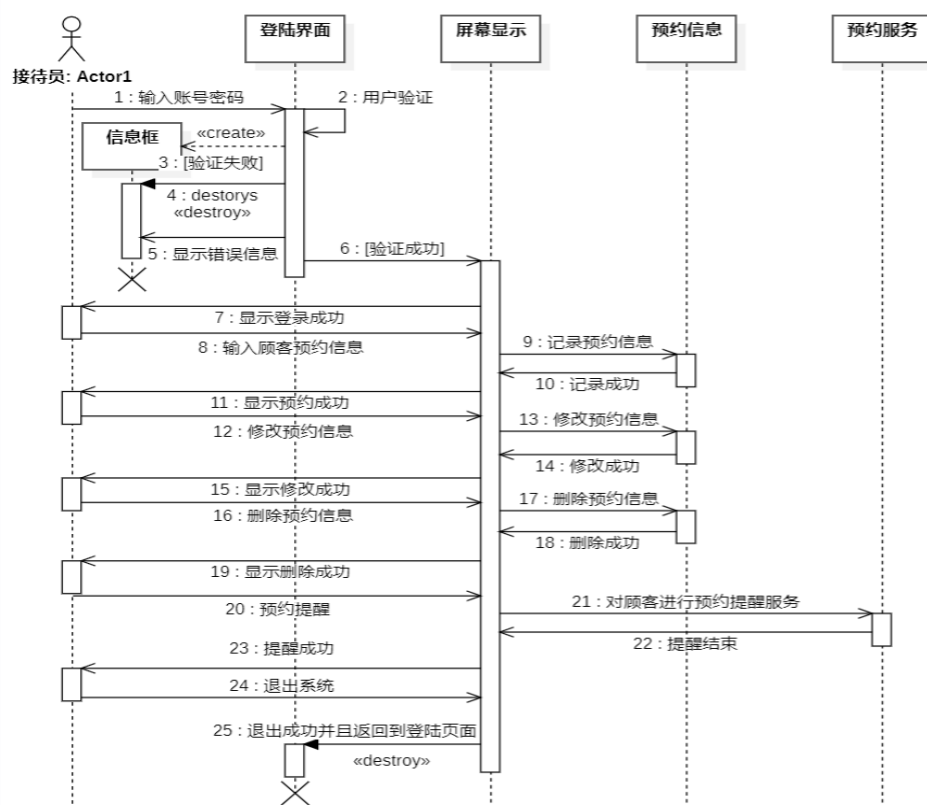 登陆界面
屏幕显示
预约信息
预约服务
接待员: Actor1
1 : 输入账号密码
2 : 用户验证
信息框
«create»
3 : [验证失败]
4 : destorys
«destroy»
5 : 显示错误信息
6 : [验证成功]
7 : 显示登录成功
8 : 输入顾客预约信息
9 : 记录预约信息
10 : 记录成功
11 : 显示预约成功
12 : 修改预约信息
13 : 修改预约信息
14 : 修改成功
15 : 显示修改成功
16 : 删除预约信息
17 : 删除预约信息
18 : 删除成功
19 : 显示删除成功
20 : 预约提醒
21 : 对顾客进行预约提醒服务
22 : 提醒结束
23 : 提醒成功
24 : 退出系统
25 : 退出成功并且返回到登陆页面
«destroy»